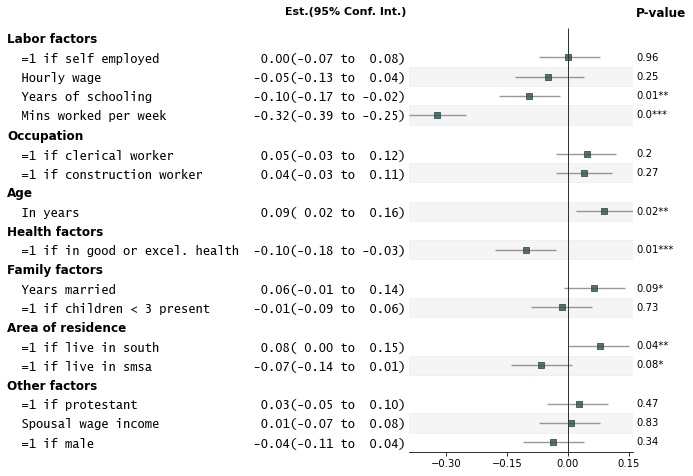 Est.(95% Conf. Int.) P-value
Labor factors
=1 if self employed 0.00(-0.07 to 0.08) 0.96
Hourly wage -0.05(-0.13 to 0.04) 0.25
Years of schooling -0.10(-0.17 to -0.02) 0.01**
Mins worked per week -0.32(-0.39 to -0.25) 0.0***
Occupation
=1 if clerical worker 0.05(-0.03 to 0.12) 0.2
=1 if construction worker 0.04(-0.03 to 0.11) 0.27
Age
In years 0.09( 0.02 to 0.16) 0.02**
Health factors
=1 if in good or excel. health -0.10(-0.18 to -0.03) 0.01***
Family factors
Years married 0.06(-0.01 to 0.14) 0.09*
=1 if children < 3 present -0.01(-0.09 to 0.06) 0.73
Area of residence
=1 if live in south 0.08( 0.00 to 0.15) 0.04**
=1 if live in smsa -0.07(-0.14 to 0.01) 0.08*
Other factors
=1 if protestant 0.03(-0.05 to 0.10) 0.47
Spousal wage income 0.01(-0.07 to 0.08) 0.83
=1 if male -0.04(-0.11 to 0.04) 0.34
−0.30 −0.15 0.00 0.15